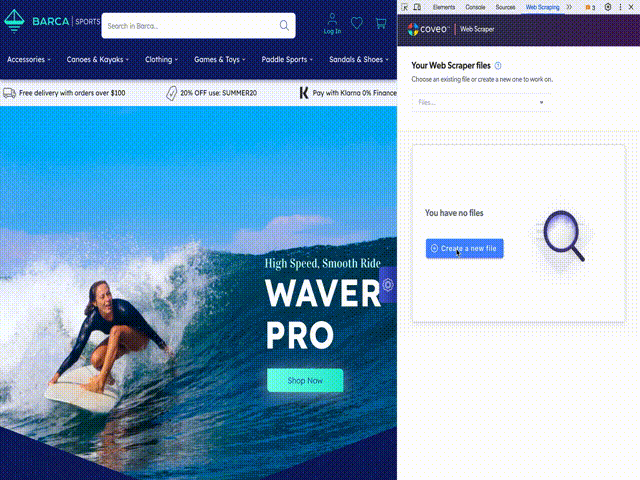 BARCA | SPORTS
Search in Barca...
Log In
Accessories
Canoes & Kayaks
Clothing
Games & Toys
Paddle Sports
Sandals & Shoes
Free delivery with orders over $100
20% OFF use: SUMMER20
Pay with Klarna 0% Finance
High Speed, Smooth Ride
WAVER
PRO
Shop Now
Elements
Console
Sources
Web Scraping
3
coveo | Web Scraper
Your Web Scraper files
Choose an existing file or create a new one to work on.
Files...
You have no files
Create a new file